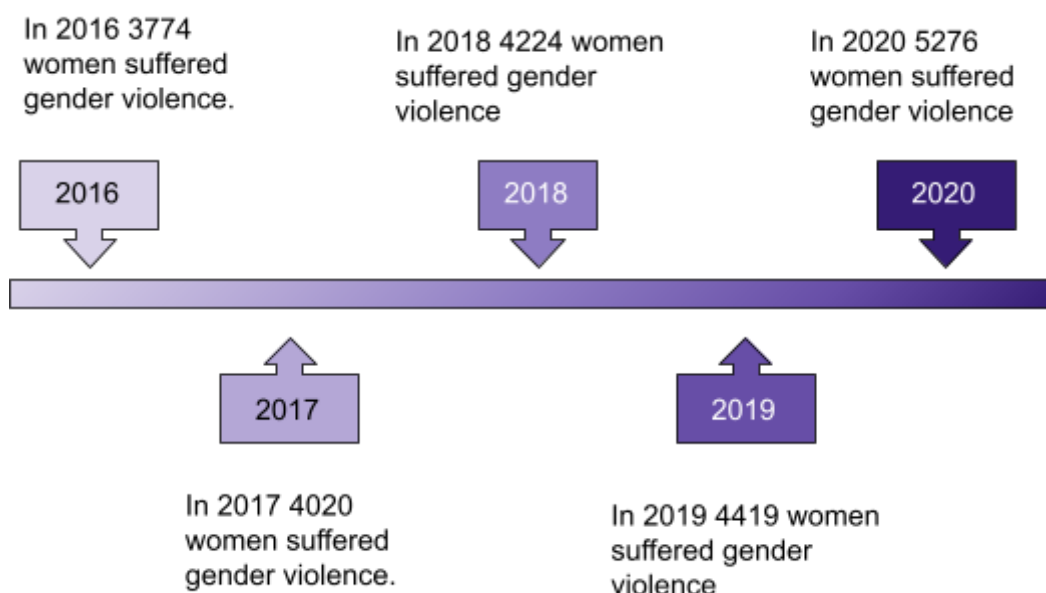 In 2016 3774
women suffered
gender violence.
In 2018 4224 women
suffered gender
violence
In 2020 5276
women suffered
gender violence
2016
2018
2020
2017
2019
In 2017 4020
women suffered
gender violence.
In 2019 4419 women
suffered gender
violence